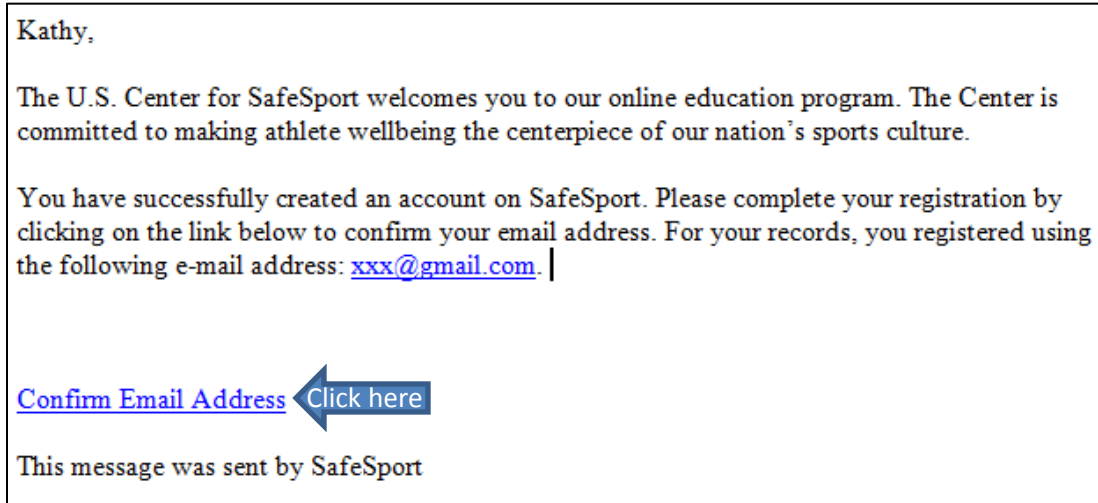 Kathy,
The U.S. Center for SafeSport welcomes you to our online education program. The Center is
committed to making athlete wellbeing the centerpiece of our nation’s sports culture.
You have successfully created an account on SafeSport. Please complete your registration by
clicking on the link below to confirm your email address. For your records, you registered using
the following e-mail address: xxx@gmail.com.
Confirm Email Address Click here
This message was sent by SafeSport